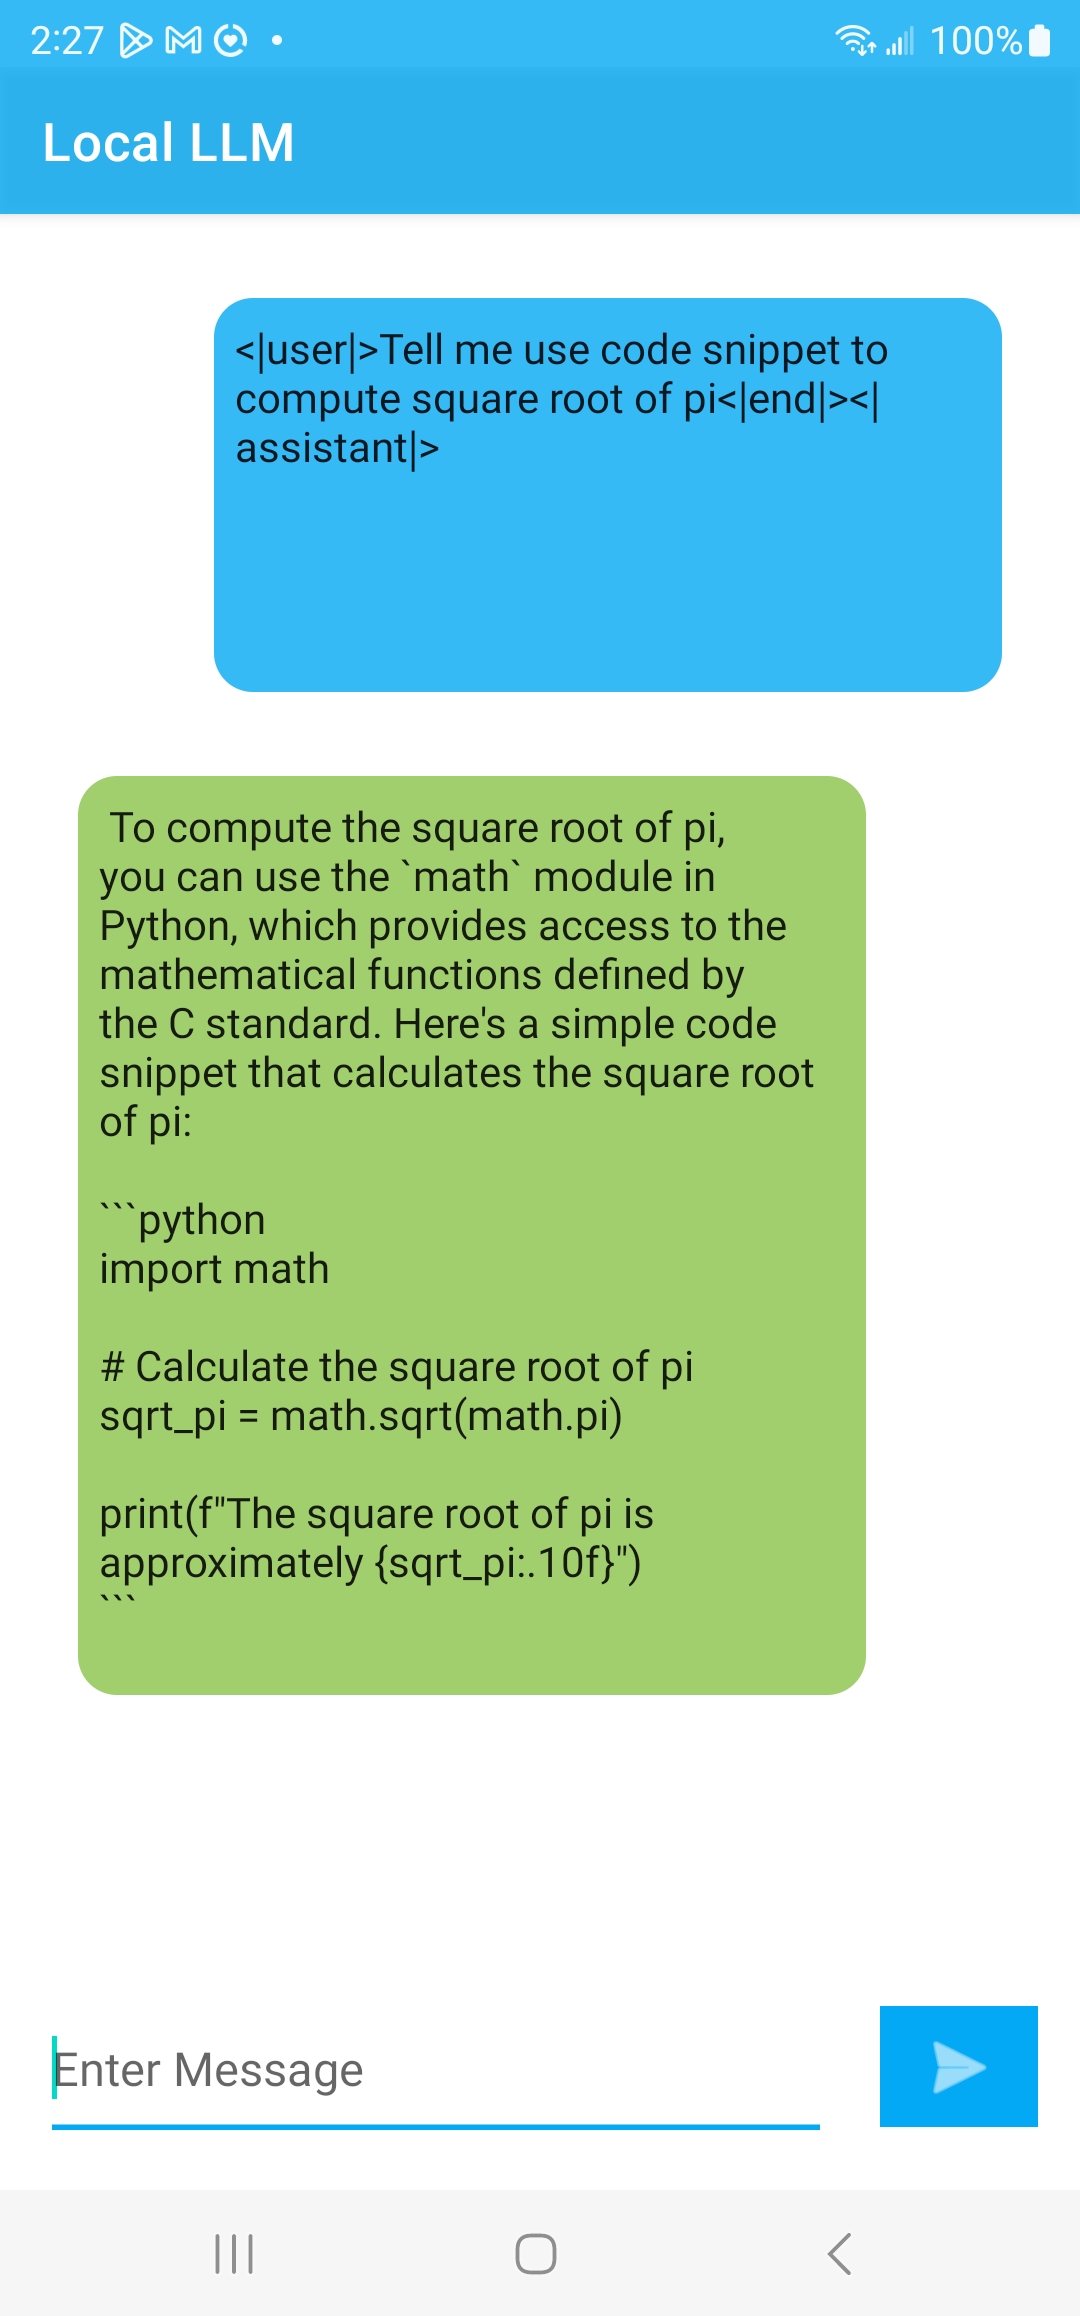 2:27 100%
Local LLM
<|user|>Tell me use code snippet to
compute square root of pi<|end|><|
assistant|>
To compute the square root of pi,
you can use the `math` module in
Python, which provides access to the
mathematical functions defined by
the C standard. Here's a simple code
snippet that calculates the square root
of pi:
```python
import math
# Calculate the square root of pi
sqrt_pi = math.sqrt(math.pi)
print(f"The square root of pi is
approximately {sqrt_pi:.10f}")
```
Enter Message